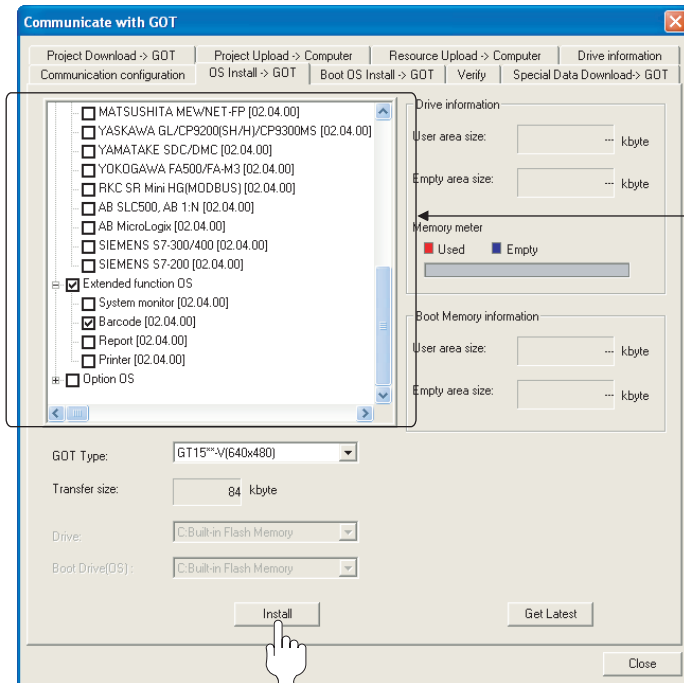 Communicate with GOT
Project Download -> GOT
Project Upload -> Computer
Resource Upload -> Computer
Drive information
Communication configuration
OS Install -> GOT
Boot OS Install -> GOT
Verify
Special Data Download-> GOT
MATSUSHITA MEWNET-FP [02.04.00]
YASKAWA GL/CP9200(SH/H)/CP9300MS [02.04.00]
YAMATAKE SDC/DMC [02.04.00]
YOKOGAWA FA500/FA-M3 [02.04.00]
RKC SR Mini HG(MODBUS) [02.04.00]
AB SLC500, AB 1:N [02.04.00]
AB MicroLogix [02.04.00]
SIEMENS S7-300/400 [02.04.00]
SIEMENS S7-200 [02.04.00]
Extended function OS
System monitor [02.04.00]
Barcode [02.04.00]
Report [02.04.00]
Printer [02.04.00]
Option OS
Drive information
User area size: --- kbyte
Empty area size: --- kbyte
Memory meter
Used Empty
Boot Memory information
User area size: --- kbyte
Empty area size: --- kbyte
GOT Type: GT15**-V(640x480)
Transfer size: 84 kbyte
Drive: C:Built-in Flash Memory
Boot Drive(OS) : C:Built-in Flash Memory
Install
Get Latest
Close